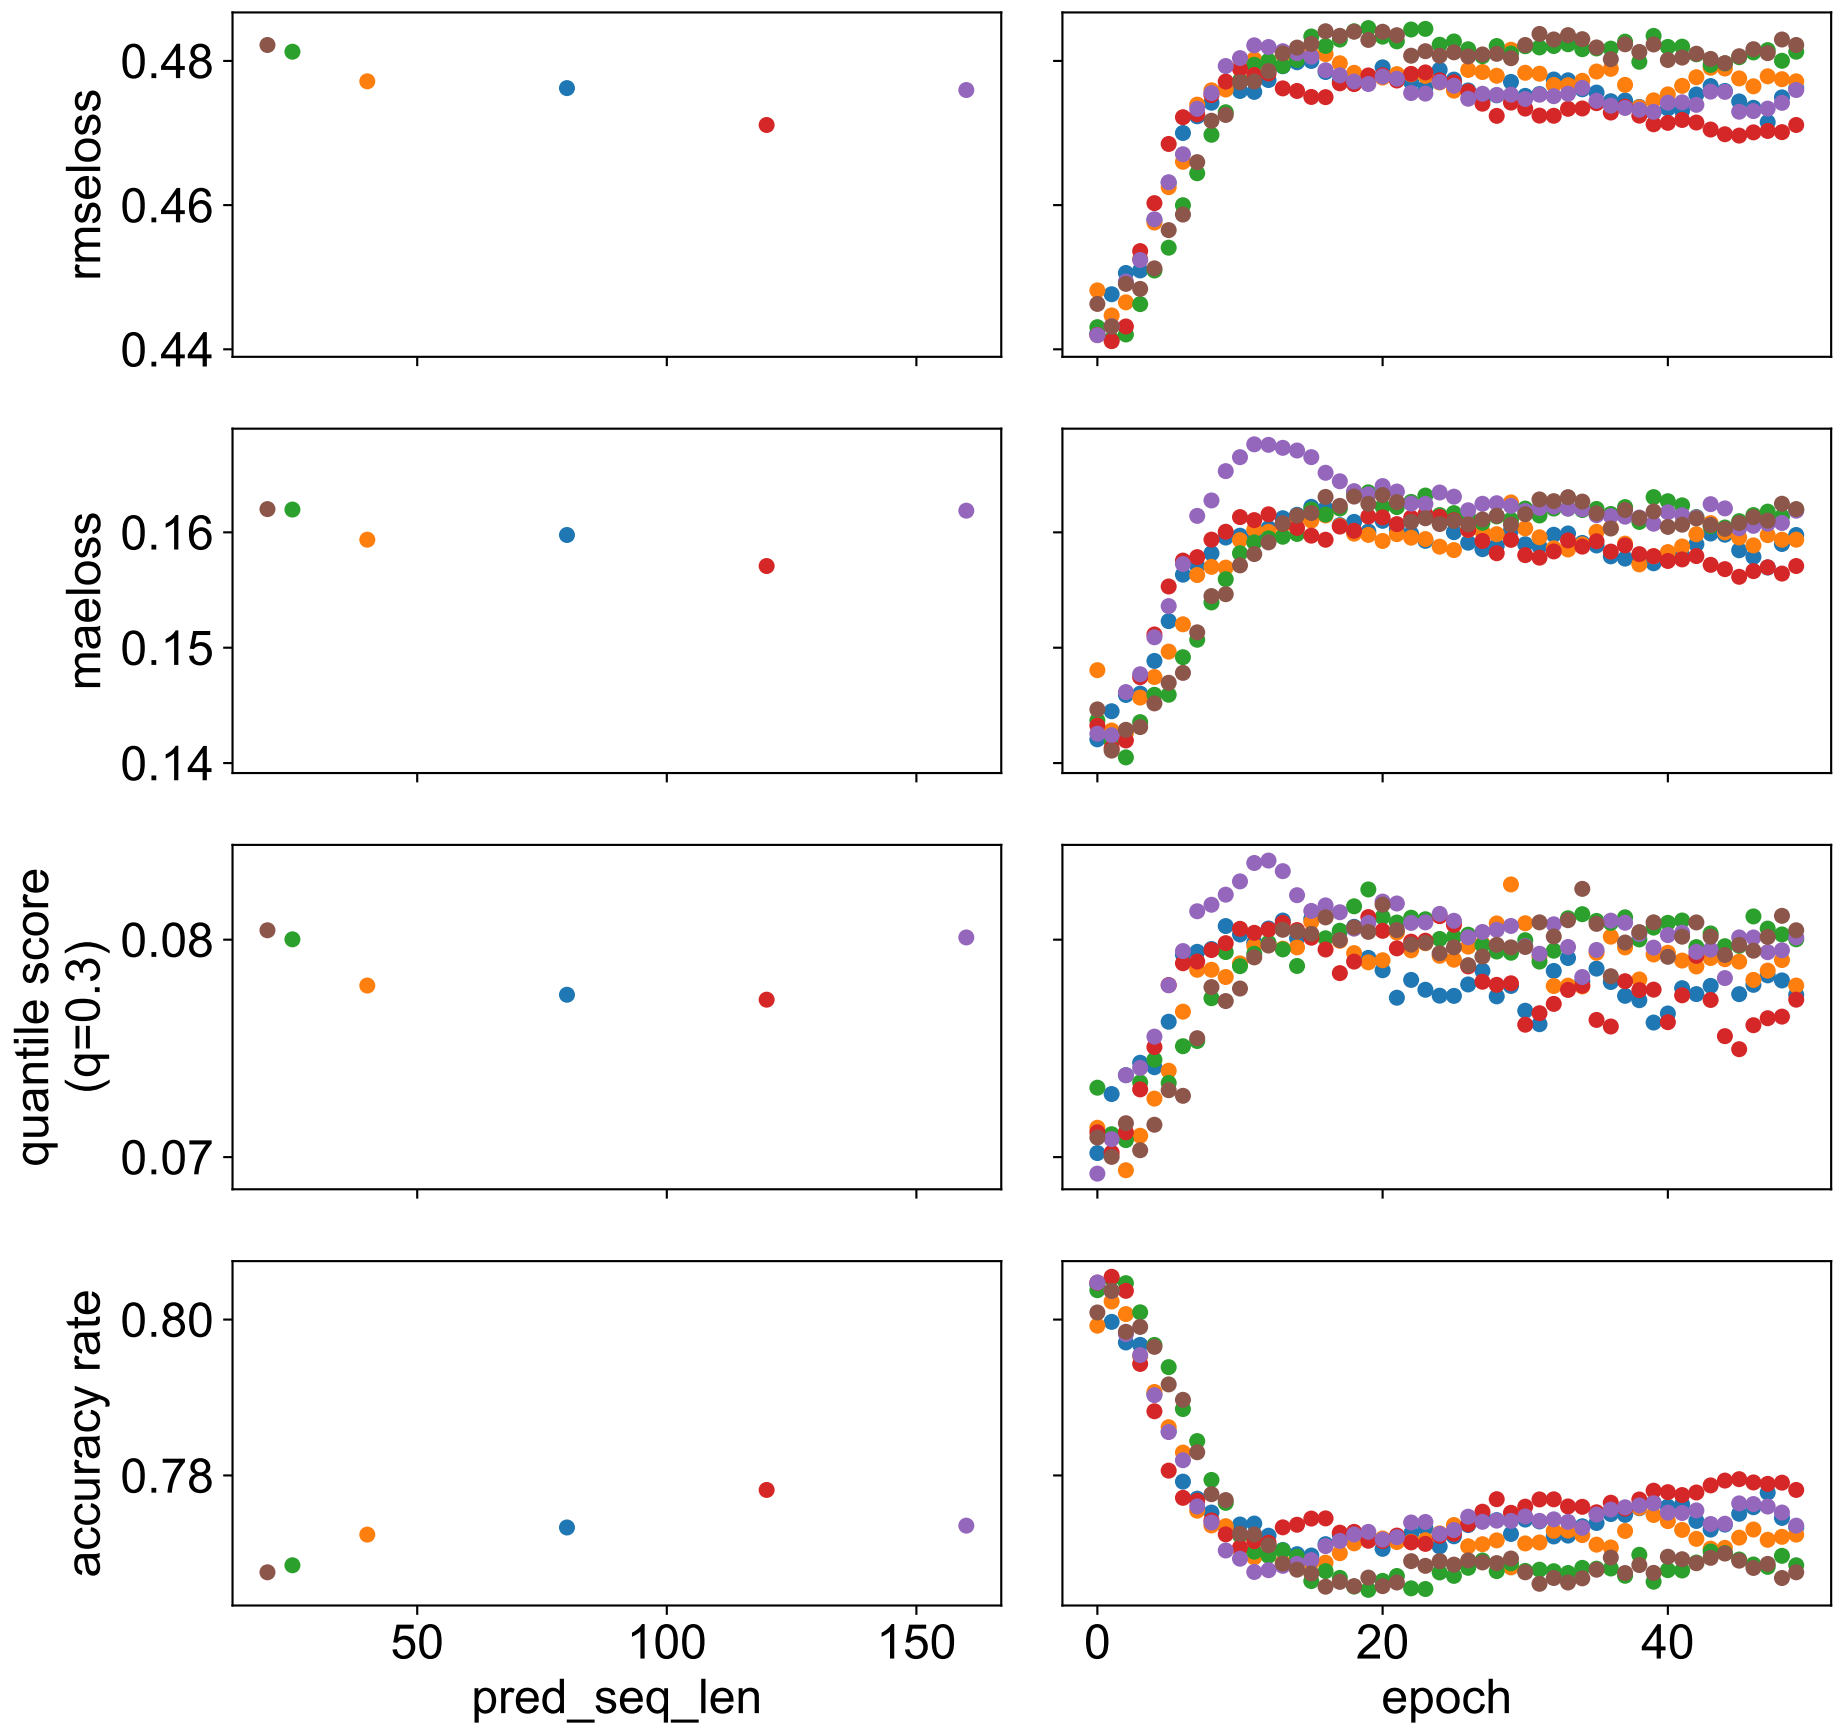 0.48
0.46
0.44
rmseloss
0.16
0.15
0.14
maeloss
0.08
0.07
quantile score
(q=0.3)
0.80
0.78
accuracy rate
50 100 150
pred_seq_len
0 20 40
epoch